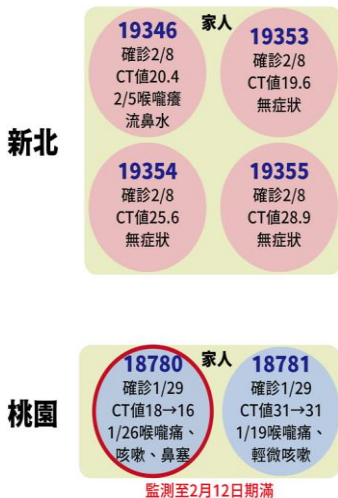 新北
家人
19346
確診2/8
CT值20.4
2/5喉嚨癢
流鼻水
19353
確診2/8
CT值19.6
無症狀
19354
確診2/8
CT值25.6
無症狀
19355
確診2/8
CT值28.9
無症狀
桃園
家人
18780
確診1/29
CT值18→16
1/26喉嚨痛、
咳嗽、鼻塞
18781
確診1/29
CT值31→31
1/19喉嚨痛、
輕微咳嗽
監測至2月12日期滿